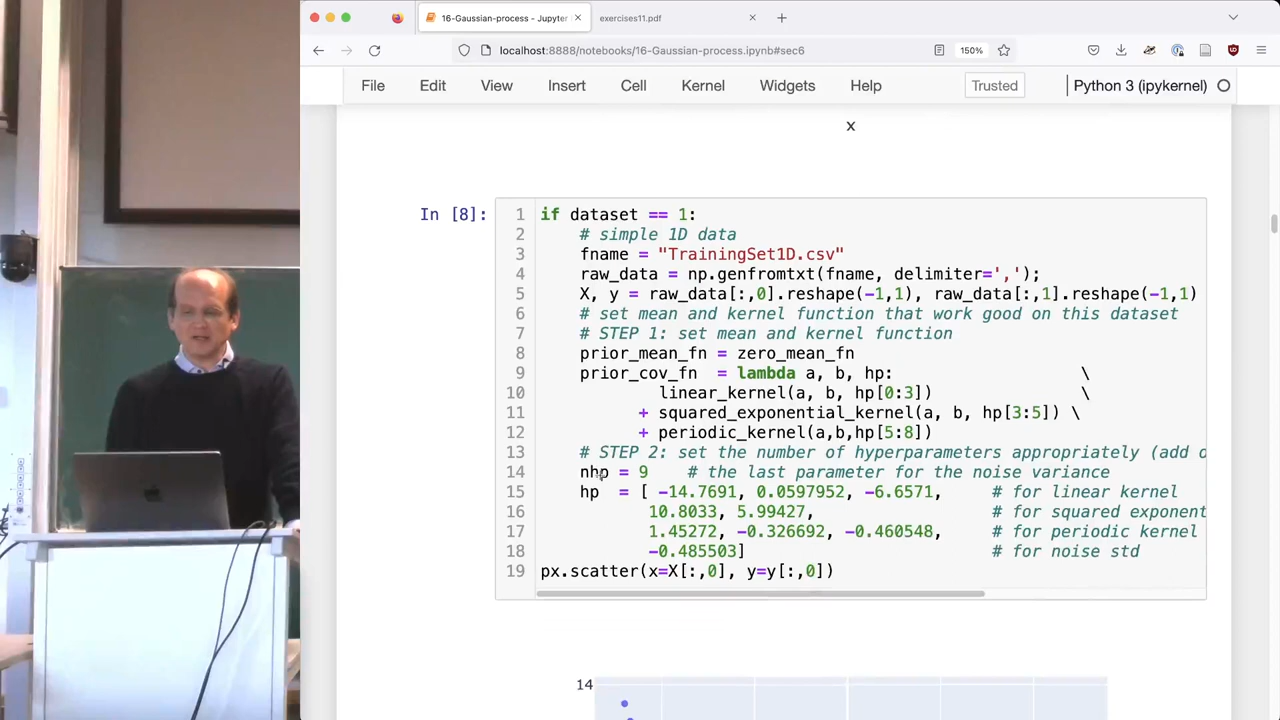 16-Gaussian-process - Jupyter
exercises11.pdf
localhost:8888/notebooks/16-Gaussian-process.ipynb#sec6
150%
File Edit View Insert Cell Kernel Widgets Help
Trusted
Python 3 (ipykernel)
x
In [8]:
1 if dataset == 1:
2 # simple 1D data
3 fname = "TrainingSet1D.csv"
4 raw_data = np.genfromtxt(fname, delimiter=',');
5 X, y = raw_data[:,0].reshape(-1,1), raw_data[:,1].reshape(-1,1)
6 # set mean and kernel function that work good on this dataset
7 # STEP 1: set mean and kernel function
8 prior_mean_fn = zero_mean_fn
9 prior_cov_fn = lambda a, b, hp: \
10 linear_kernel(a, b, hp[0:3]) \
11 + squared_exponential_kernel(a, b, hp[3:5]) \
12 + periodic_kernel(a,b,hp[5:8])
13 # STEP 2: set the number of hyperparameters appropriately (add
14 nhp = 9 # the last parameter for the noise variance
15 hp = [ -14.7691, 0.0597952, -6.6571, # for linear kernel
16 10.8033, 5.99427, # for squared exponent
17 1.45272, -0.326692, -0.460548, # for periodic kernel
18 -0.485503] # for noise std
19 px.scatter(x=X[:,0], y=y[:,0])
14